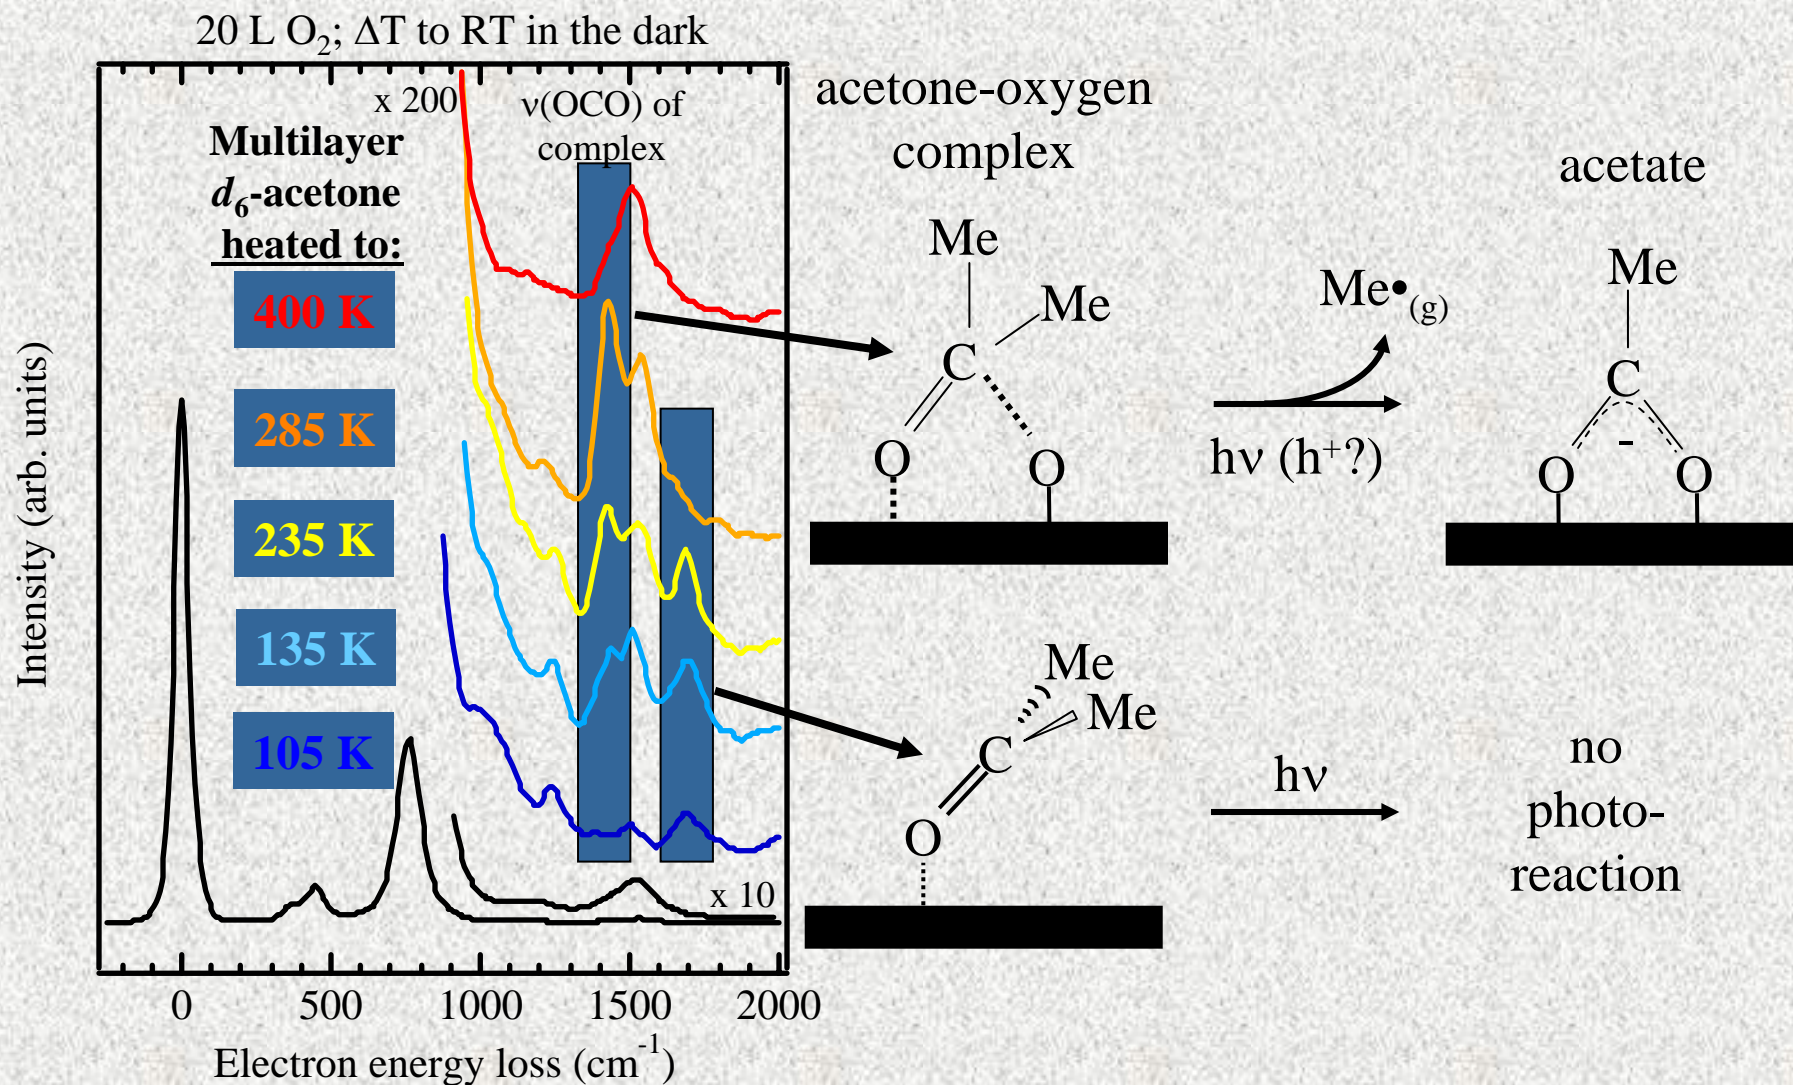 20 L O₂; ΔT to RT in the dark
x 200
ν(OCO) of
complex
Multilayer
d₆-acetone
heated to:
400 K
285 K
235 K
135 K
105 K
x 10
Intensity (arb. units)
0 500 1000 1500 2000
Electron energy loss (cm⁻¹)
acetone-oxygen
complex
Me
Me
C
O
O
Me•(g)
hν (h⁺?)
acetate
Me
C
-
O
O
Me
Me
C
O
hν
no
photo-
reaction